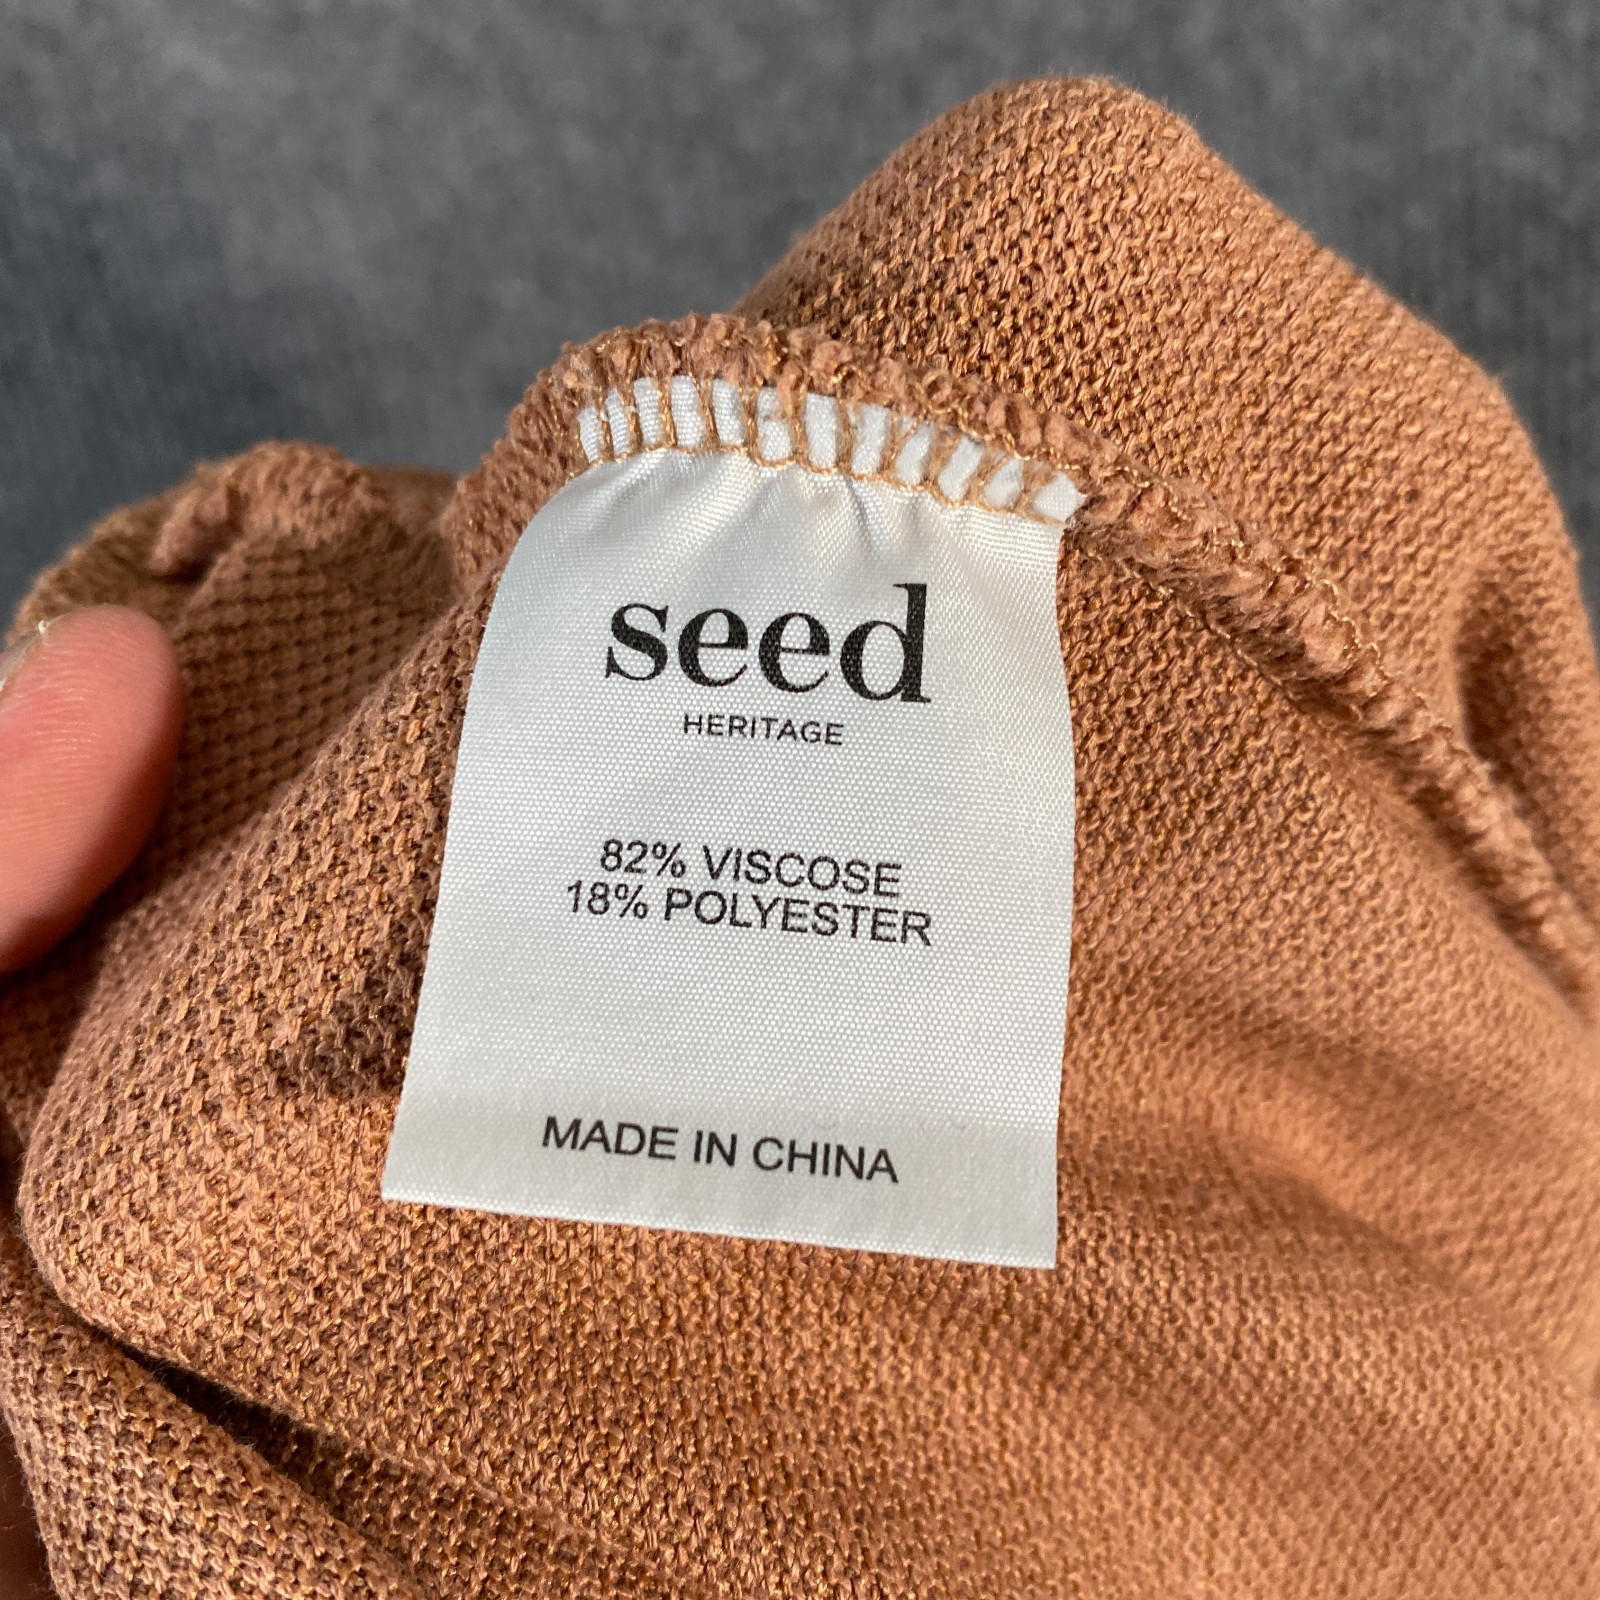 seed
HERITAGE
82% VISCOSE
18% POLYESTER
MADE IN CHINA